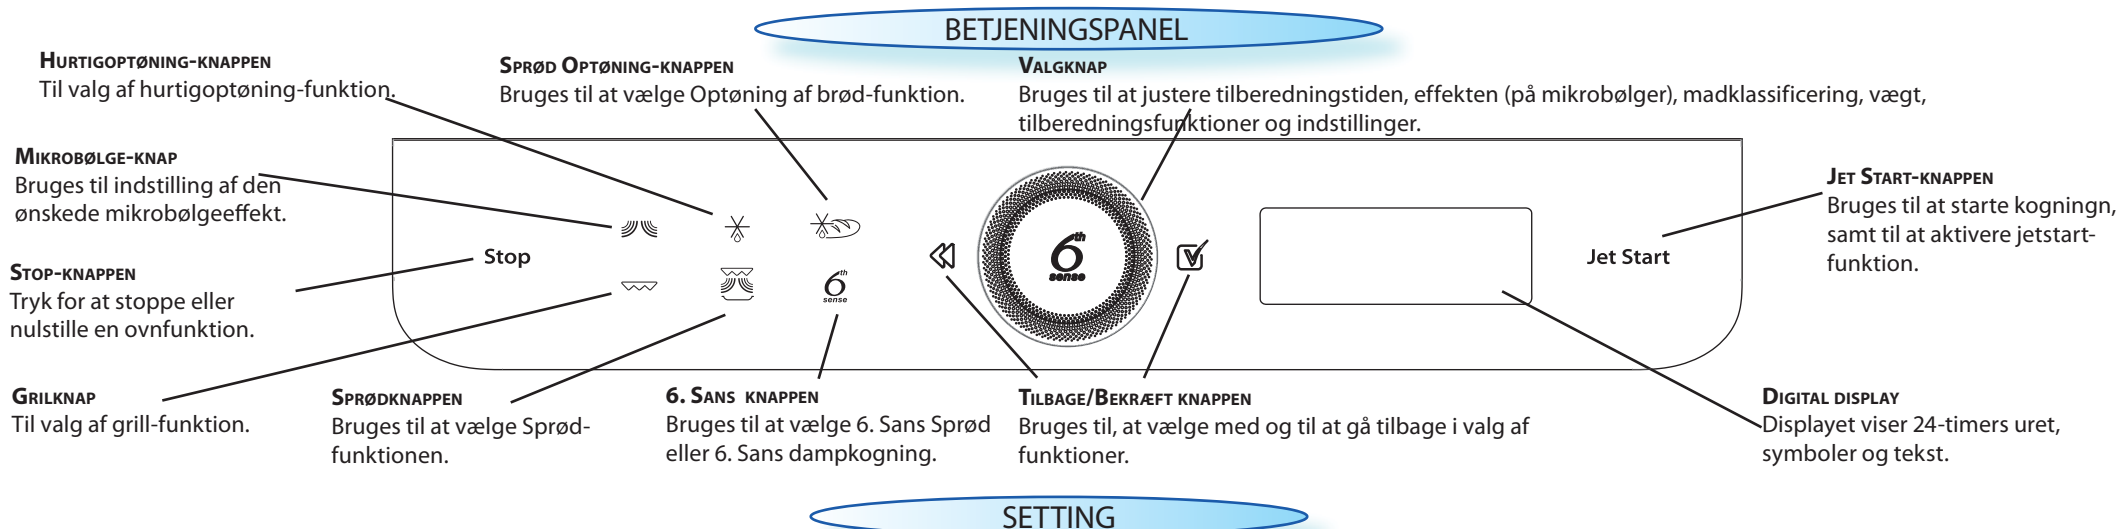 BETJENINGSPANEL
Hurtigoptøning-knappen
Til valg af hurtigoptøning-funktion.
Sprød Optøning-knappen
Bruges til at vælge Optøning af brød-funktion.
Valgknap
Bruges til at justere tilberedningstiden, effekten (på mikrobølger), madklassificering, vægt,
tilberedningsfunktioner og indstillinger.
Mikrobølge-knap
Bruges til indstilling af den
ønskede mikrobølgeeffekt.
Stop-knappen
Tryk for at stoppe eller
nulstille en ovnfunktion.
Stop
6th
sense
6th
sense
Jet Start
Jet Start-knappen
Bruges til at starte kogningn,
samt til at aktivere jetstart-
funktion.
Grilknap
Til valg af grill-funktion.
Sprødknappen
Bruges til at vælge Sprød-
funktionen.
6. Sans knappen
Bruges til at vælge 6. Sans Sprød
eller 6. Sans dampkogning.
Tilbage/Bekræft knappen
Bruges til, at vælge med og til at gå tilbage i valg af
funktioner.
Digital display
Displayet viser 24-timers uret,
symboler og tekst.
SETTING